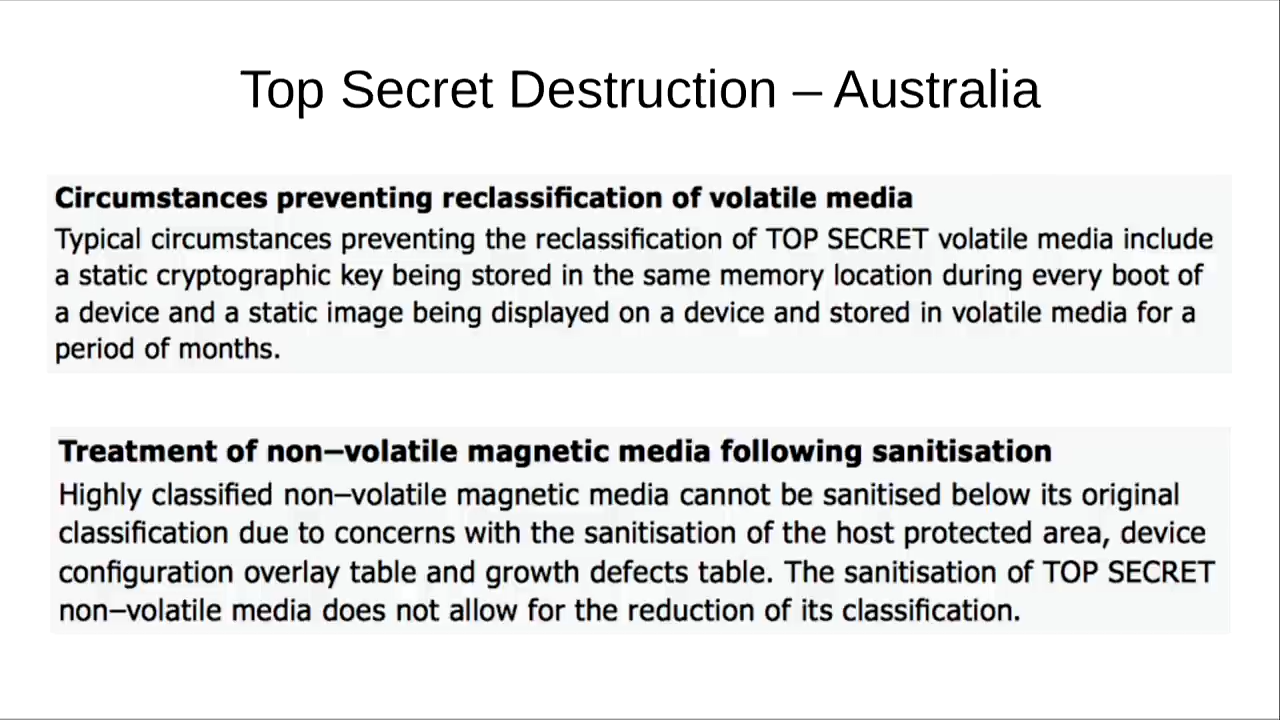 Top Secret Destruction – Australia
Circumstances preventing reclassification of volatile media
Typical circumstances preventing the reclassification of TOP SECRET volatile media include
a static cryptographic key being stored in the same memory location during every boot of
a device and a static image being displayed on a device and stored in volatile media for a
period of months.
Treatment of non–volatile magnetic media following sanitisation
Highly classified non–volatile magnetic media cannot be sanitised below its original
classification due to concerns with the sanitisation of the host protected area, device
configuration overlay table and growth defects table. The sanitisation of TOP SECRET
non–volatile media does not allow for the reduction of its classification.